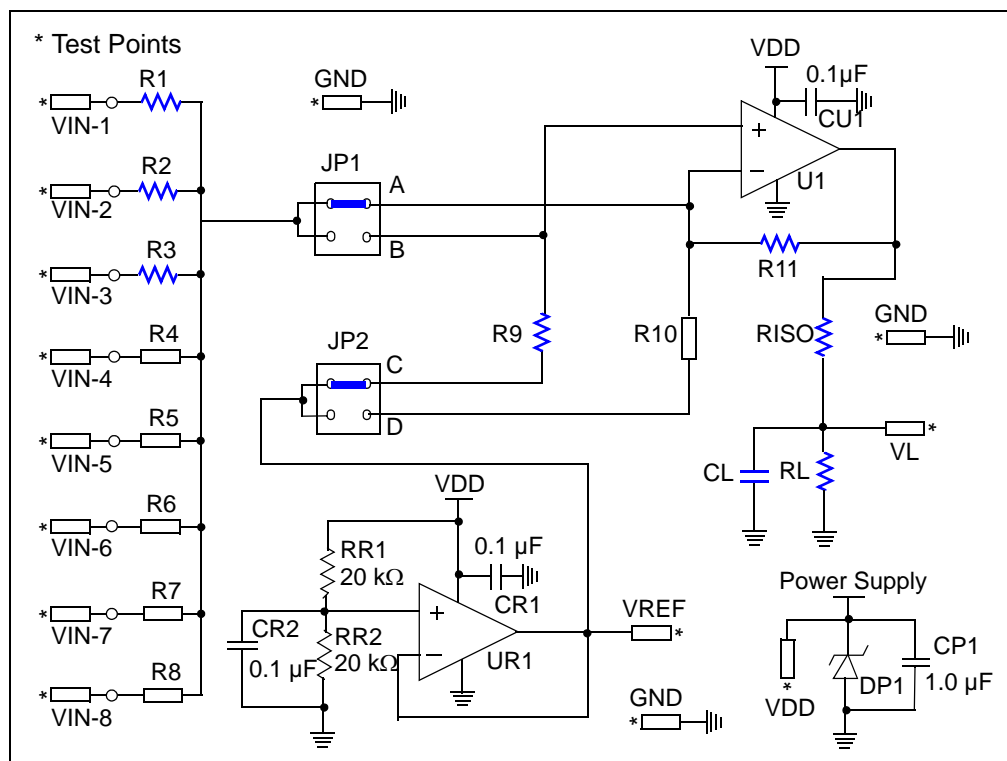 * Test Points
R1
*
VIN-1
R2
*
VIN-2
R3
*
VIN-3
R4
*
VIN-4
R5
*
VIN-5
R6
*
VIN-6
R7
*
VIN-7
R8
*
VIN-8
GND
*
JP1
A
B
JP2
C
D
R9
R10
R11
VDD
0.1µF
CU1
+
−
U1
RISO
GND
*
VL
*
CL
RL
VDD
0.1 µF
CR1
RR1
20 kΩ
CR2
0.1 µF
RR2
20 kΩ
+
−
UR1
VREF
*
GND
*
Power Supply
*
VDD
DP1
CP1
1.0 µF